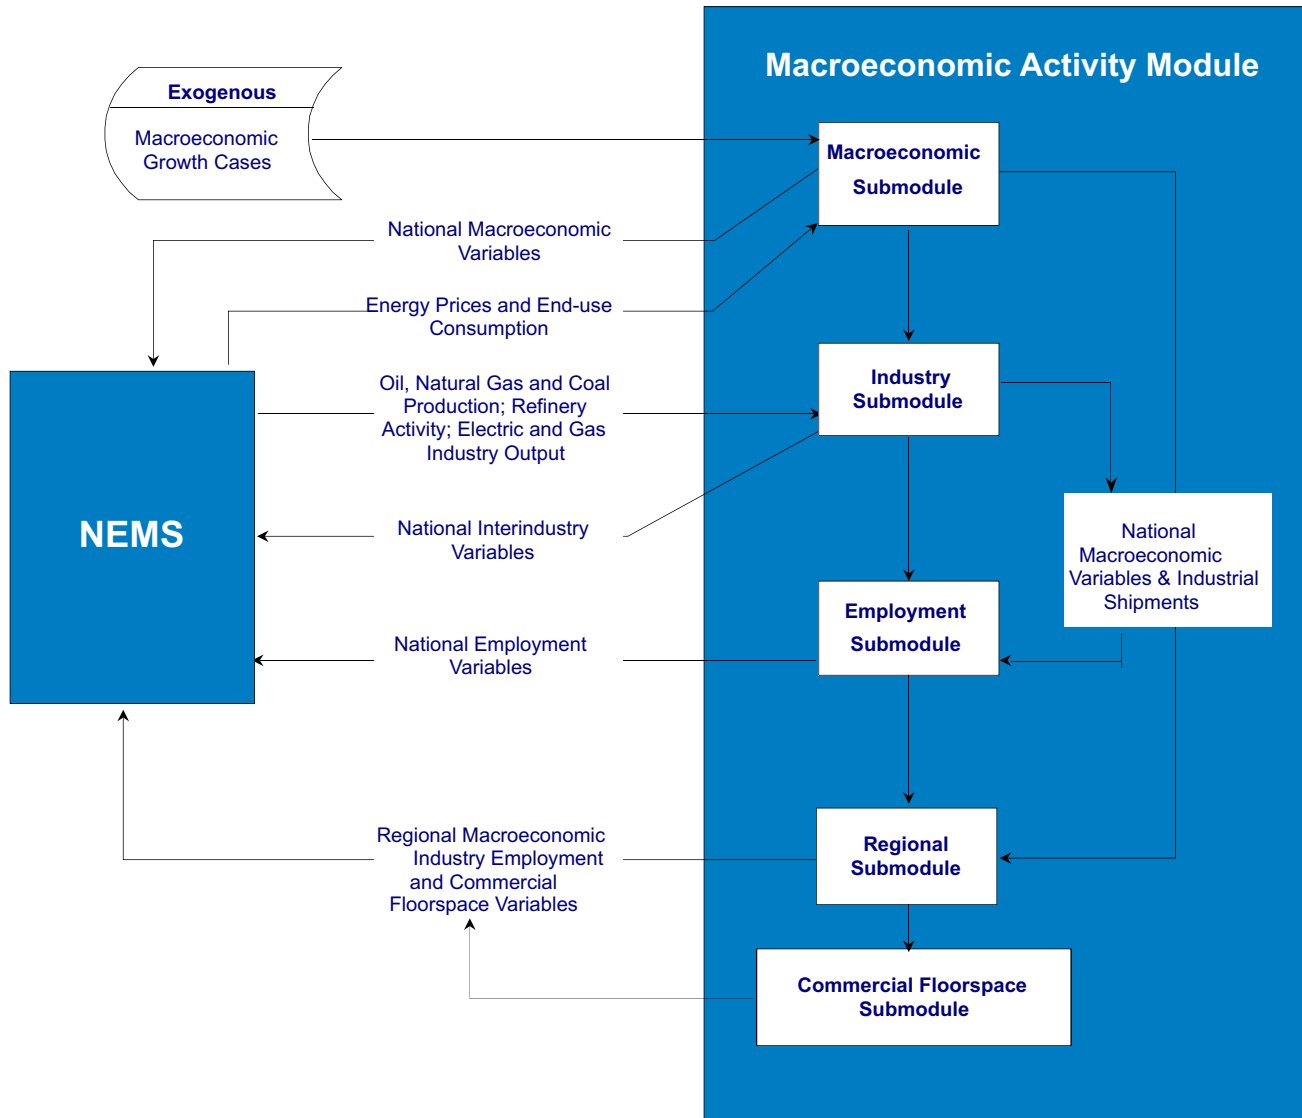 Macroeconomic Activity Module
Exogenous
Macroeconomic
Growth Cases
Macroeconomic
Submodule
National Macroeconomic
Variables
Energy Prices and End-use
Consumption
Industry
Submodule
Oil, Natural Gas and Coal
Production; Refinery
Activity; Electric and Gas
Industry Output
NEMS
National Interindustry
Variables
National
Macroeconomic
Variables & Industrial
Shipments
Employment
Submodule
National Employment
Variables
Regional Macroeconomic
Industry Employment
and Commercial
Floorspace Variables
Regional
Submodule
Commercial Floorspace
Submodule